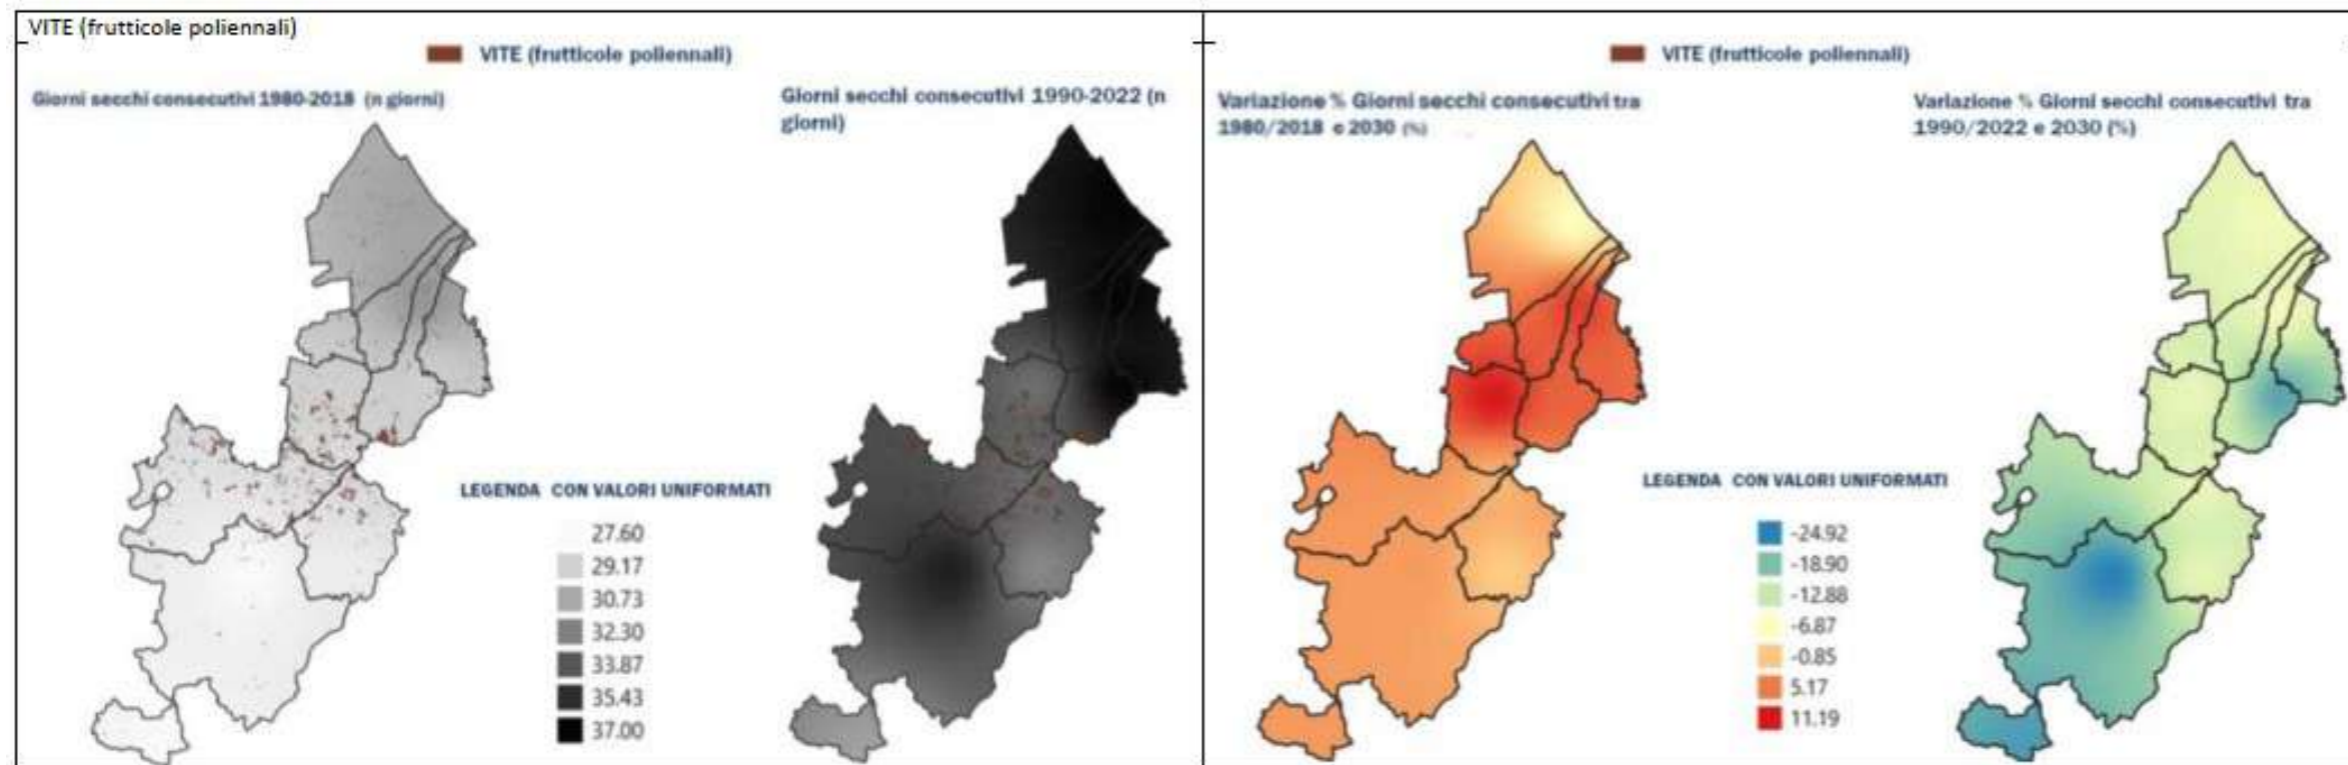 VITE (frutticole poliennali)
VITE (frutticole poliennali)
Giorni secchi consecutivi 1980-2018 (n giorni)
Giorni secchi consecutivi 1990-2022 (n
giorni)
LEGENDA CON VALORI UNIFORMATI
27.60
29.17
30.73
32.30
33.87
35.43
37.00
VITE (frutticole poliennali)
Variazione % Giorni secchi consecutivi tra
1980/2018 e 2030 (%)
Variazione % Giorni secchi consecutivi tra
1990/2022 e 2030 (%)
LEGENDA CON VALORI UNIFORMATI
-24.92
-18.90
-12.88
-6.87
-0.85
5.17
11.19